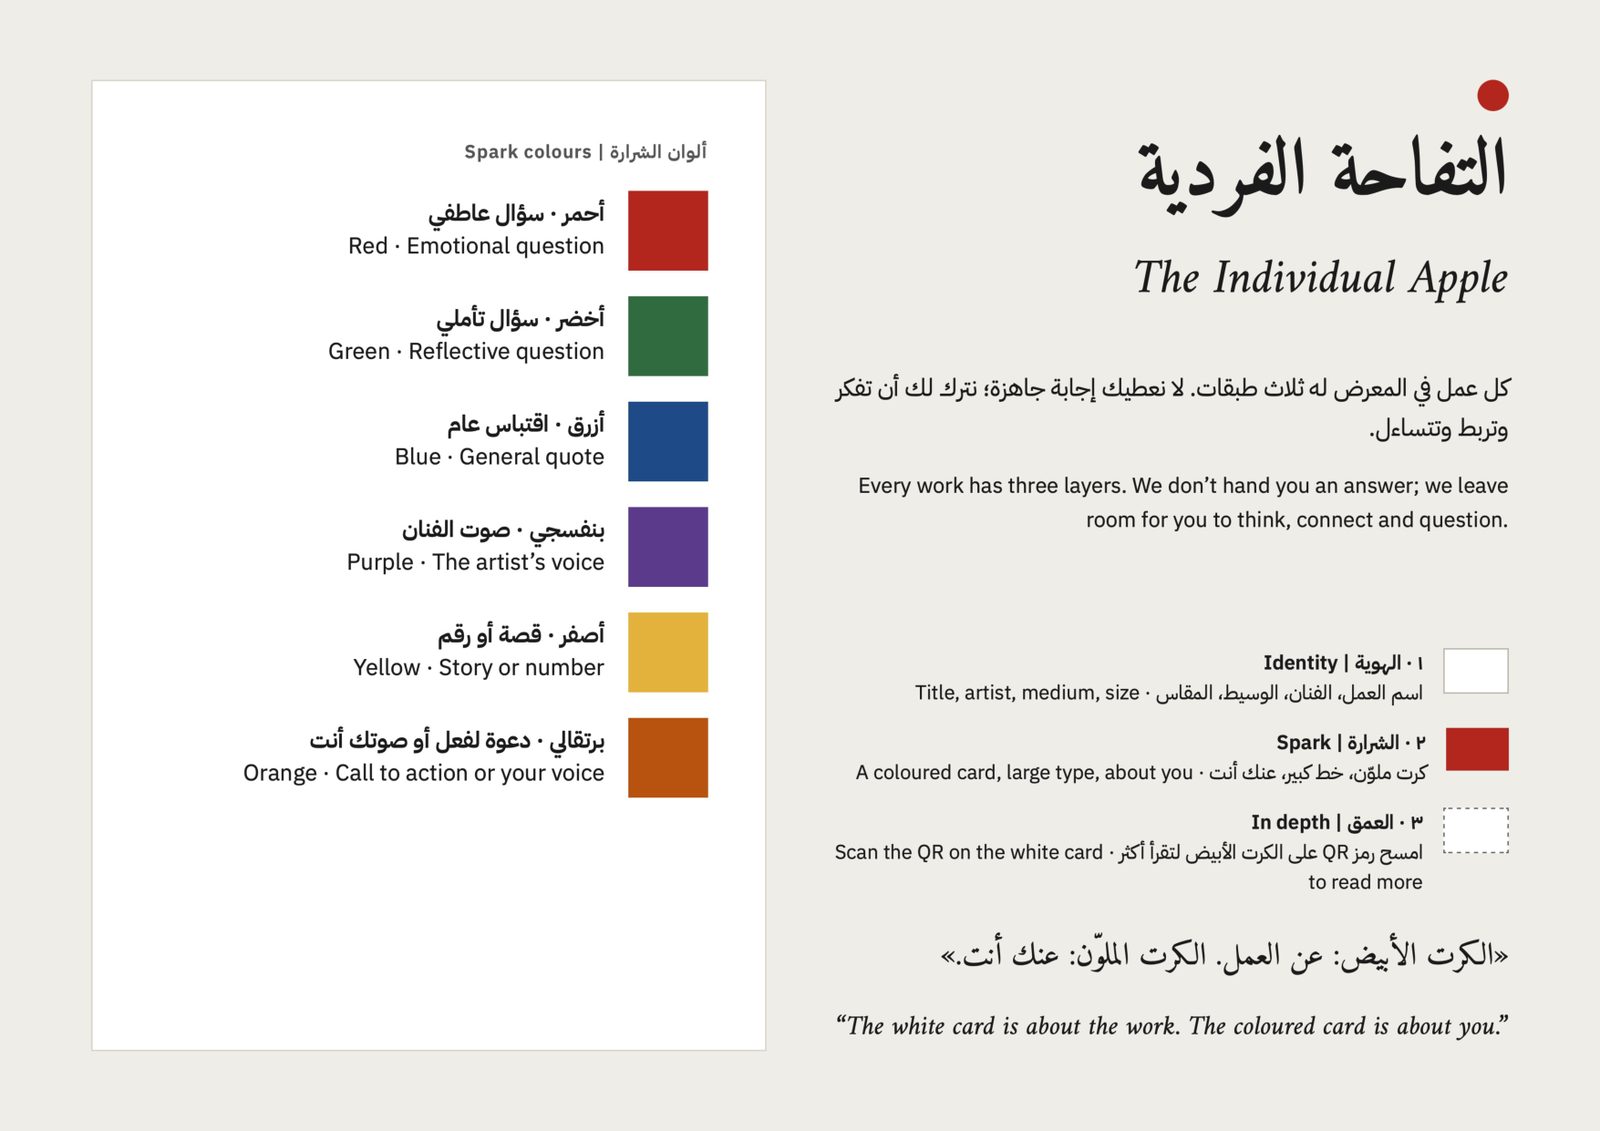 التفاحة الفردية
The Individual Apple
كل عمل في المعرض له ثلاث طبقات. لا نعطيك إجابة جاهزة؛ نترك لك أن تفكر
وتربط وتتساءل.
Every work has three layers. We don’t hand you an answer; we leave
room for you to think, connect and question.
١ · الهوية | Identity
اسم العمل، الفنان، الوسيط، المقاس · Title, artist, medium, size
٢ · الشرارة | Spark
كرت ملوّن، خط كبير، عنك أنت · A coloured card, large type, about you
٣ · العمق | In depth
امسح رمز QR على الكرت الأبيض لتقرأ أكثر · Scan the QR on the white card
to read more
«الكرت الأبيض: عن العمل. الكرت الملوّن: عنك أنت.»
“The white card is about the work. The coloured card is about you.”
ألوان الشرارة | Spark colours
أحمر · سؤال عاطفي
Red · Emotional question
أخضر · سؤال تأملي
Green · Reflective question
أزرق · اقتباس عام
Blue · General quote
بنفسجي · صوت الفنان
Purple · The artist’s voice
أصفر · قصة أو رقم
Yellow · Story or number
برتقالي · دعوة لفعل أو صوتك أنت
Orange · Call to action or your voice